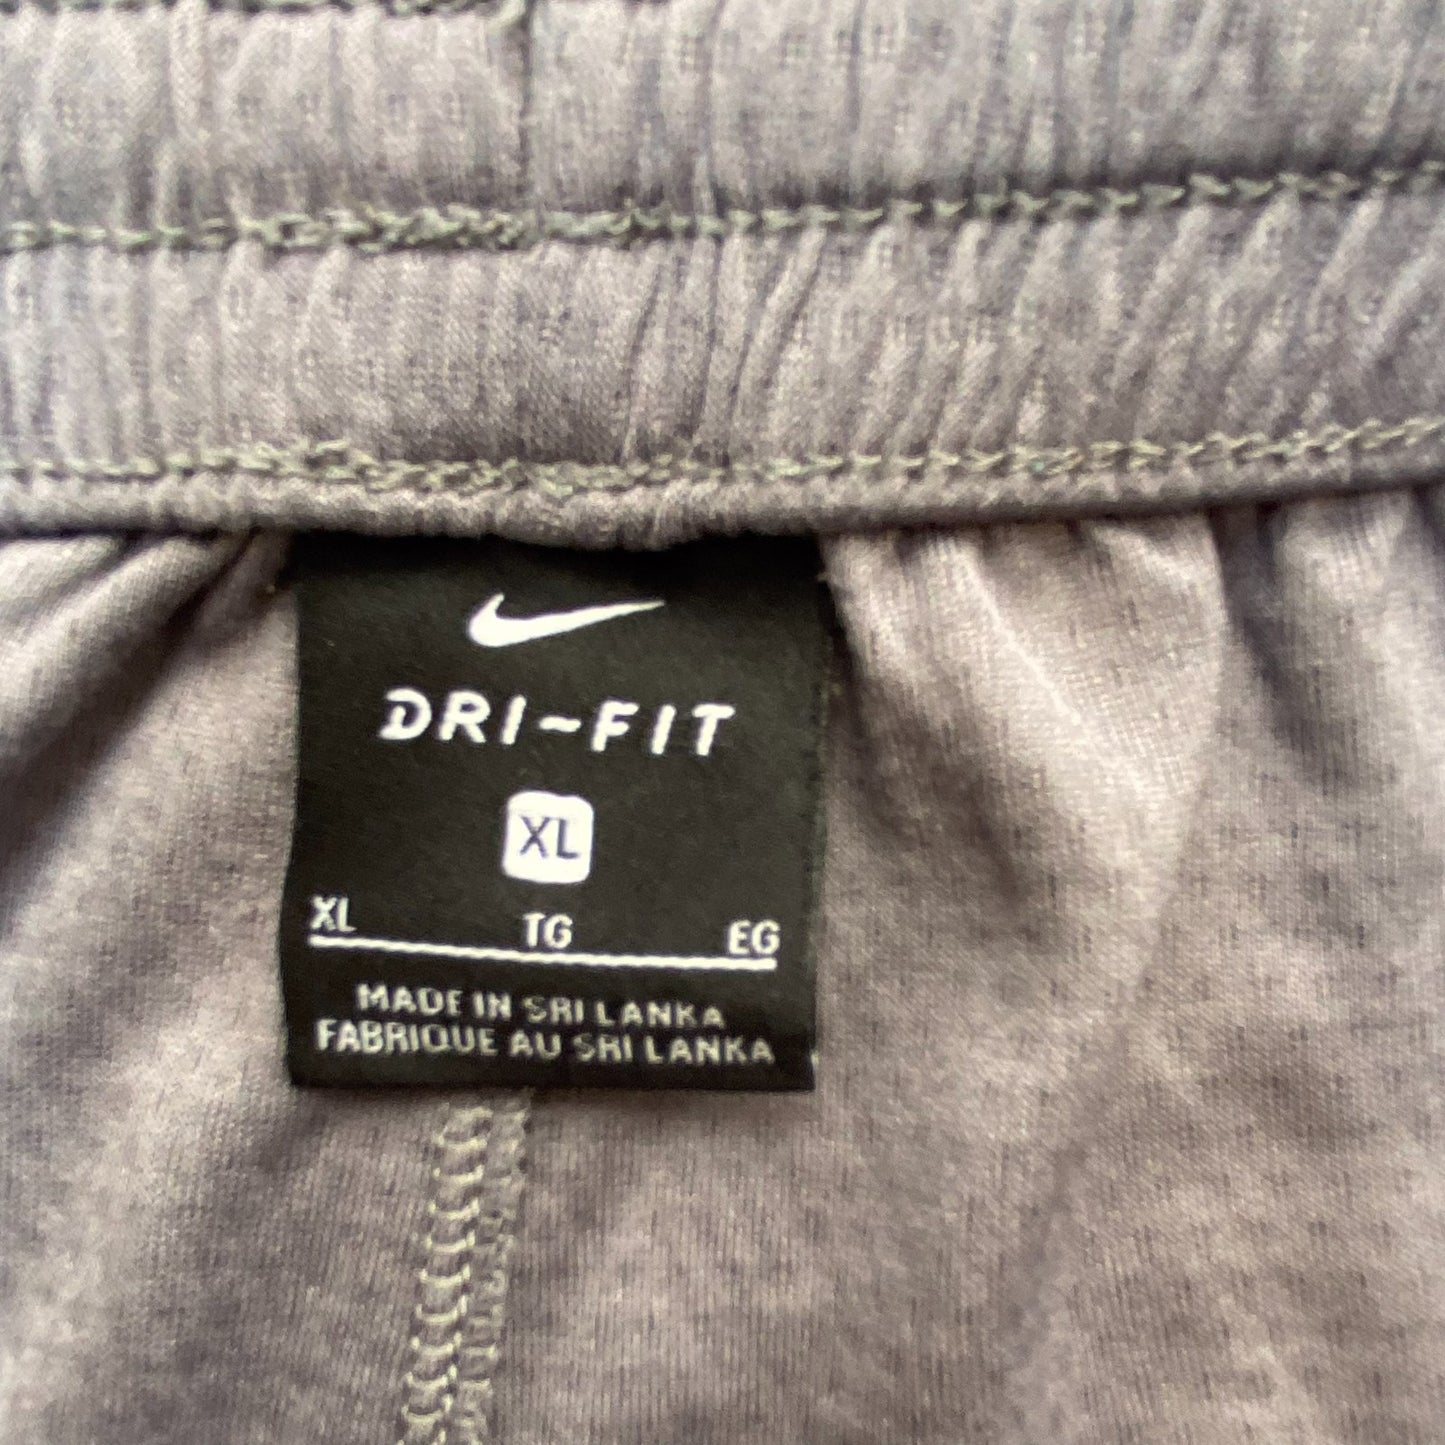 DRI-FIT
XL
XL TG EG
MADE IN SRI LANKA
FABRIQUE AU SRI LANKA